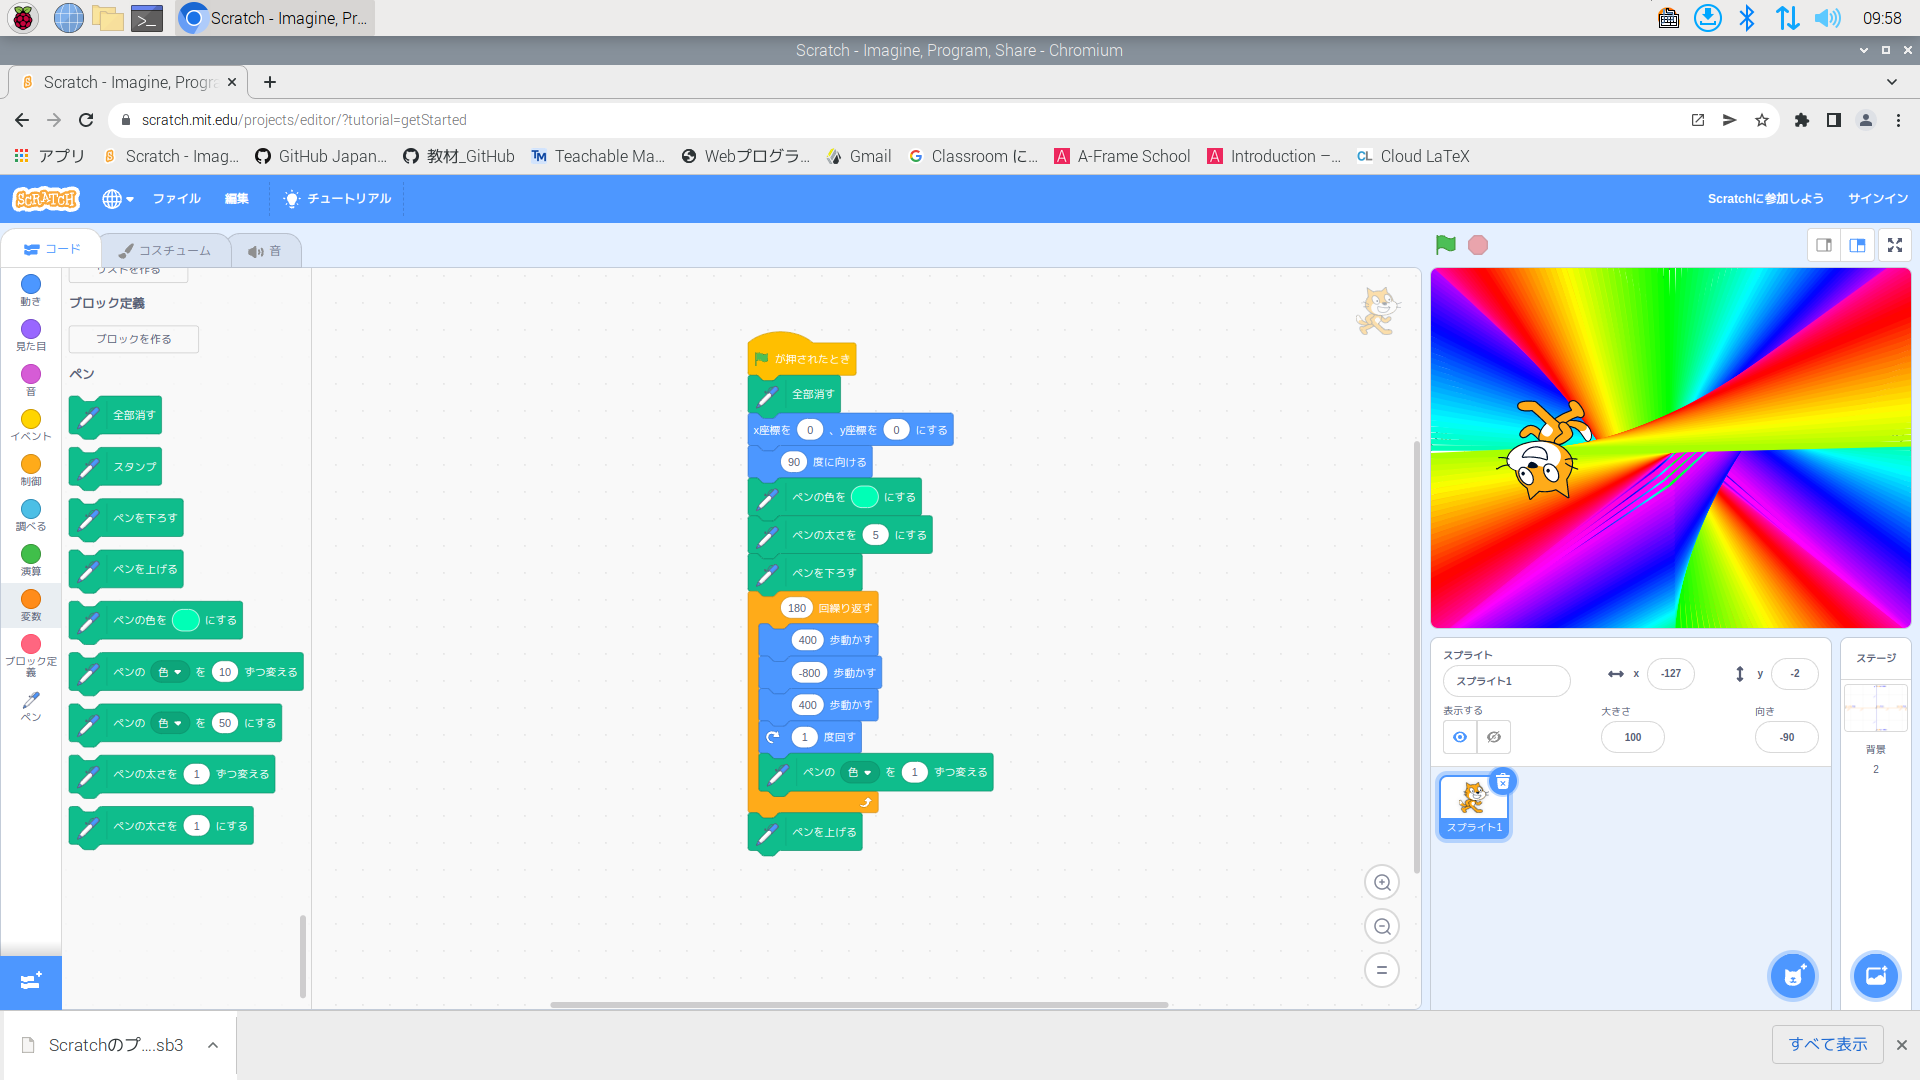 Scratch - Imagine, Pr...
09:58
Scratch - Imagine, Program, Share - Chromium
Scratch - Imagine, Progra
scratch.mit.edu/projects/editor/?tutorial=getStarted
アプリ
Scratch - Imag...
GitHub Japan...
教材_GitHub
Teachable Ma...
Webプログラ...
Gmail
Classroom に...
A-Frame School
Introduction –...
Cloud LaTeX
SCRATCH
ファイル
編集
チュートリアル
Scratchに参加しよう
サインイン
コード
コスチューム
音
動き
見た目
音
イベント
制御
調べる
演算
変数
ブロック定
義
ペン
リストを作る
ブロック定義
ブロックを作る
ペン
全部消す
スタンプ
ペンを下ろす
ペンを上げる
ペンの色を にする
ペンの 色 を 10 ずつ変える
ペンの 色 を 50 にする
ペンの太さを 1 ずつ変える
ペンの太さを 1 にする
が押されたとき
全部消す
x座標を 0 、y座標を 0 にする
90 度に向ける
ペンの色を にする
ペンの太さを 5 にする
ペンを下ろす
180 回繰り返す
400 歩動かす
-800 歩動かす
400 歩動かす
1 度回す
ペンの 色 を 1 ずつ変える
ペンを上げる
スプライト
スプライト1
x -127
y -2
表示する
大きさ
100
向き
-90
スプライト1
ステージ
背景
2
Scratchのプ....sb3
すべて表示